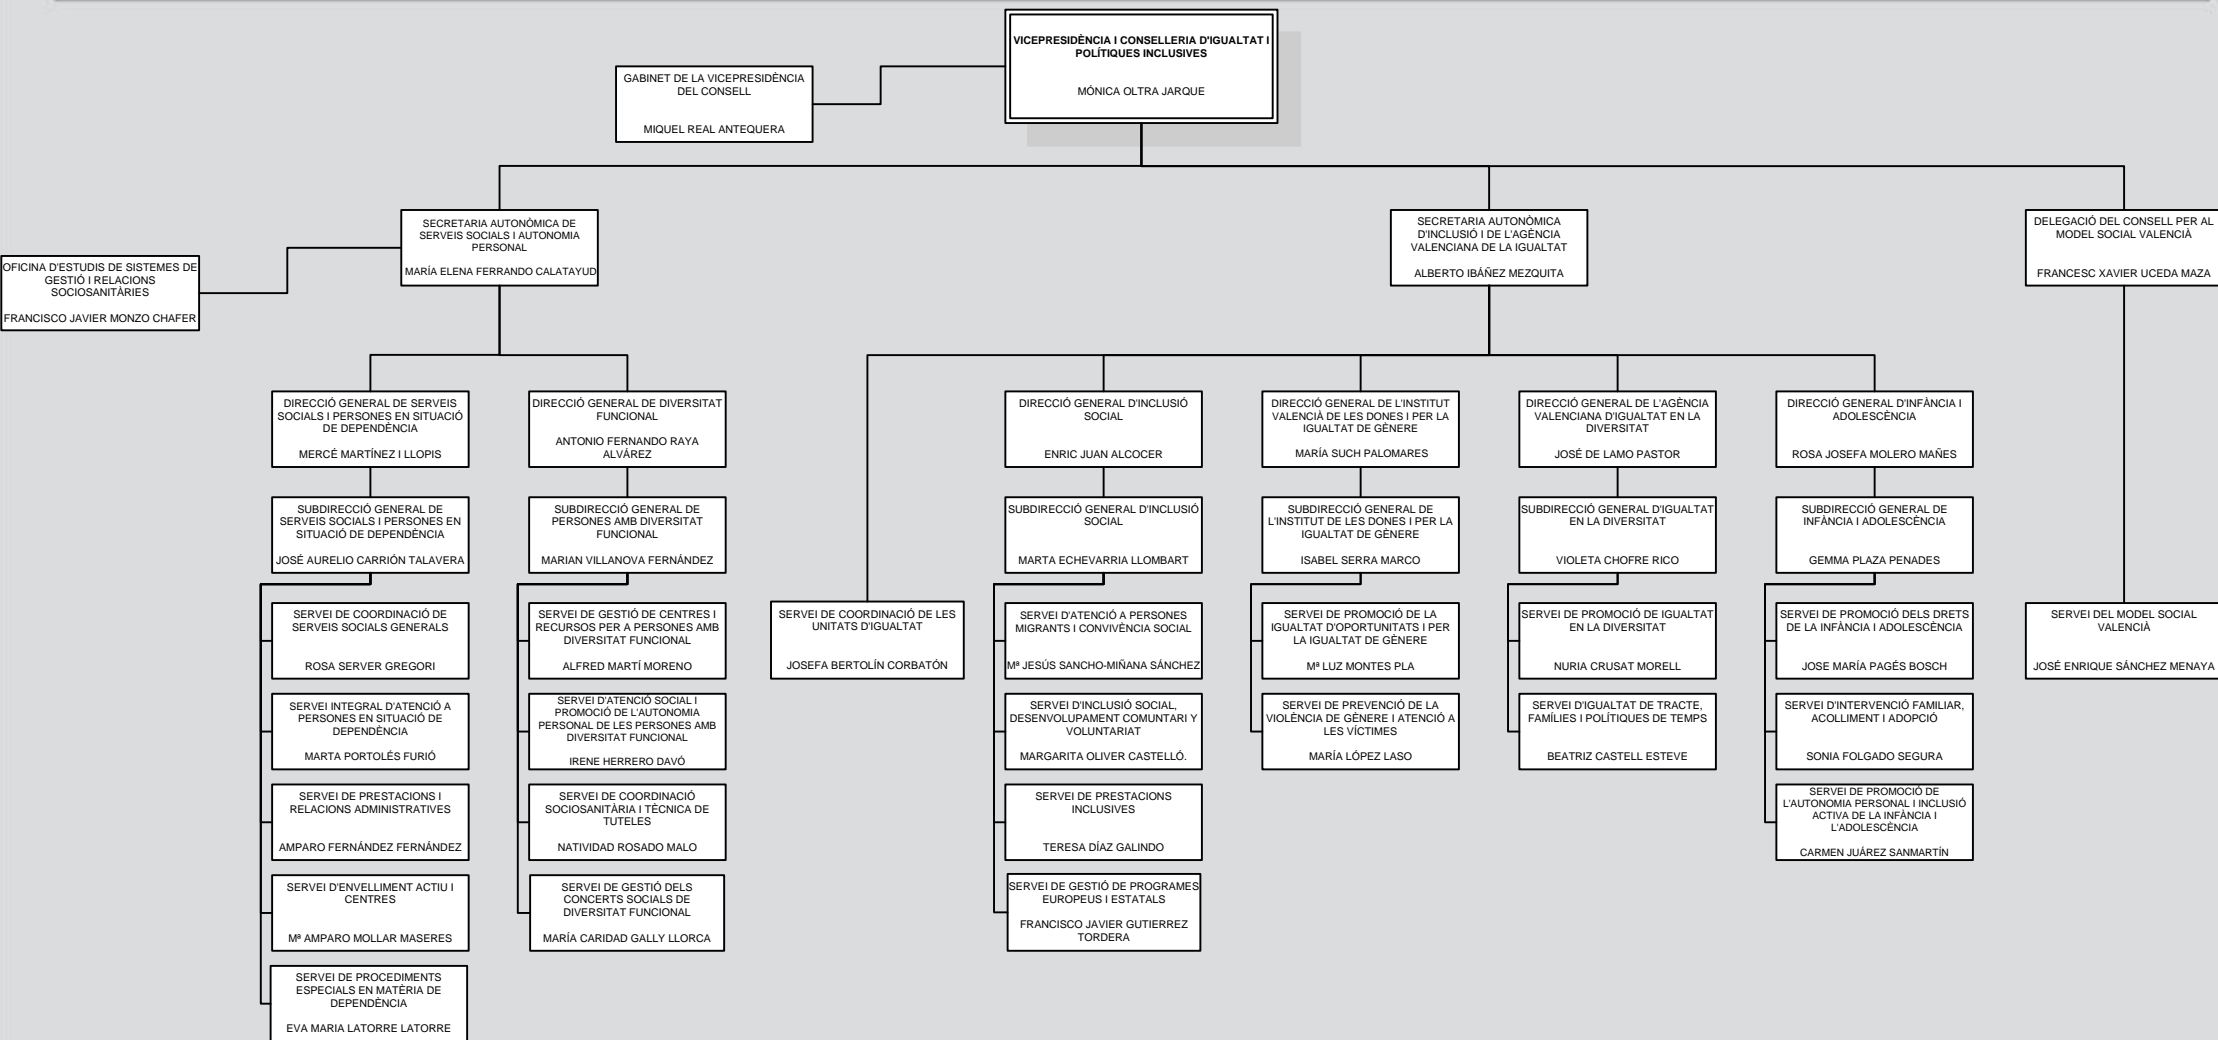 VICEPRESIDÈNCIA I CONSELLERIA D'IGUALTAT I
POLÍTIQUES INCLUSIVES
MÓNICA OLTRA JARQUE
GABINET DE LA VICEPRESIDÈNCIA
DEL CONSELL
MIQUEL REAL ANTEQUERA
SECRETARIA AUTONÒMICA DE
SERVEIS SOCIALS I AUTONOMIA
PERSONAL
MARÍA ELENA FERRANDO CALATAYUD
OFICINA D'ESTUDIS DE SISTEMES DE
GESTIÓ I RELACIONS
SOCIOSANITÀRIES
FRANCISCO JAVIER MONZO CHAFER
SECRETARIA AUTONÒMICA
D'INCLUSIÓ I DE L'AGÈNCIA
VALENCIANA DE LA IGUALTAT
ALBERTO IBÁÑEZ MEZQUITA
DELEGACIÓ DEL CONSELL PER AL
MODEL SOCIAL VALENCIÀ
FRANCESC XAVIER UCEDA MAZA
DIRECCIÓ GENERAL DE SERVEIS
SOCIALS I PERSONES EN SITUACIÓ
DE DEPENDÈNCIA
MERCÉ MARTÍNEZ I LLOPIS
DIRECCIÓ GENERAL DE DIVERSITAT
FUNCIONAL
ANTONIO FERNANDO RAYA
ALVÁREZ
DIRECCIÓ GENERAL D'INCLUSIÓ
SOCIAL
ENRIC JUAN ALCOCER
DIRECCIÓ GENERAL DE L'INSTITUT
VALENCIÀ DE LES DONES I PER LA
IGUALTAT DE GÈNERE
MARÍA SUCH PALOMARES
DIRECCIÓ GENERAL DE L'AGÈNCIA
VALENCIANA D'IGUALTAT EN LA
DIVERSITAT
JOSÉ DE LAMO PASTOR
DIRECCIÓ GENERAL D'INFÀNCIA I
ADOLESCÈNCIA
ROSA JOSEFA MOLERO MAÑES
SUBDIRECCIÓ GENERAL DE
SERVEIS SOCIALS I PERSONES EN
SITUACIÓ DE DEPENDÈNCIA
JOSÉ AURELIO CARRIÓN TALAVERA
SUBDIRECCIÓ GENERAL DE
PERSONES AMB DIVERSITAT
FUNCIONAL
MARIAN VILLANOVA FERNÁNDEZ
SUBDIRECCIÓ GENERAL D'INCLUSIÓ
SOCIAL
MARTA ECHEVARRIA LLOMBART
SUBDIRECCIÓ GENERAL DE
L'INSTITUT DE LES DONES I PER LA
IGUALTAT DE GÈNERE
ISABEL SERRA MARCO
SUBDIRECCIÓ GENERAL D'IGUALTAT
EN LA DIVERSITAT
VIOLETA CHOFRE RICO
SUBDIRECCIÓ GENERAL DE
INFÀNCIA I ADOLESCÈNCIA
GEMMA PLAZA PENADES
SERVEI DE COORDINACIÓ DE
SERVEIS SOCIALS GENERALS
ROSA SERVER GREGORI
SERVEI DE GESTIÓ DE CENTRES I
RECURSOS PER A PERSONES AMB
DIVERSITAT FUNCIONAL
ALFRED MARTÍ MORENO
SERVEI DE COORDINACIÓ DE LES
UNITATS D'IGUALTAT
JOSEFA BERTOLÍN CORBATÓN
SERVEI D'ATENCIÓ A PERSONES
MIGRANTS I CONVIVÈNCIA SOCIAL
Mª JESÚS SANCHO-MIÑANA SÁNCHEZ
SERVEI DE PROMOCIÓ DE LA
IGUALTAT D'OPORTUNITATS I PER
LA IGUALTAT DE GÈNERE
Mª LUZ MONTES PLA
SERVEI DE PROMOCIÓ DE IGUALTAT
EN LA DIVERSITAT
NURIA CRUSAT MORELL
SERVEI DE PROMOCIÓ DELS DRETS
DE LA INFÀNCIA I ADOLESCÈNCIA
JOSE MARÍA PAGÉS BOSCH
SERVEI DEL MODEL SOCIAL
VALENCIÀ
JOSÉ ENRIQUE SÁNCHEZ MENAYA
SERVEI INTEGRAL D'ATENCIÓ A
PERSONES EN SITUACIÓ DE
DEPENDÈNCIA
MARTA PORTOLÉS FURIÓ
SERVEI D'ATENCIÓ SOCIAL I
PROMOCIÓ DE L'AUTONOMIA
PERSONAL DE LES PERSONES AMB
DIVERSITAT FUNCIONAL
IRENE HERRERO DAVÓ
SERVEI D'INCLUSIÓ SOCIAL,
DESENVOLUPAMENT COMUNTARI Y
VOLUNTARIAT
MARGARITA OLIVER CASTELLÓ.
SERVEI DE PREVENCIÓ DE LA
VIOLÈNCIA DE GÈNERE I ATENCIÓ A
LES VÍCTIMES
MARÍA LÓPEZ LASO
SERVEI D'IGUALTAT DE TRACTE,
FAMÍLIES I POLÍTIQUES DE TEMPS
BEATRIZ CASTELL ESTEVE
SERVEI D'INTERVENCIÓ FAMILIAR,
ACOLLIMENT I ADOPCIÓ
SONIA FOLGADO SEGURA
SERVEI DE PRESTACIONS I
RELACIONS ADMINISTRATIVES
AMPARO FERNÁNDEZ FERNÁNDEZ
SERVEI DE COORDINACIÓ
SOCIOSANITÀRIA I TÈCNICA DE
TUTELES
NATIVIDAD ROSADO MALO
SERVEI DE PRESTACIONS
INCLUSIVES
TERESA DÍAZ GALINDO
SERVEI DE PROMOCIÓ DE
L'AUTONOMIA PERSONAL I INCLUSIÓ
ACTIVA DE LA INFÀNCIA I
L'ADOLESCÈNCIA
CARMEN JUÁREZ SANMARTÍN
SERVEI D'ENVELLIMENT ACTIU I
CENTRES
Mª AMPARO MOLLAR MASERES
SERVEI DE GESTIÓ DELS
CONCERTS SOCIALS DE
DIVERSITAT FUNCIONAL
MARÍA CARIDAD GALLY LLORCA
SERVEI DE GESTIÓ DE PROGRAMES
EUROPEUS I ESTATALS
FRANCISCO JAVIER GUTIERREZ
TORDERA
SERVEI DE PROCEDIMENTS
ESPECIALS EN MATÈRIA DE
DEPENDÈNCIA
EVA MARIA LATORRE LATORRE